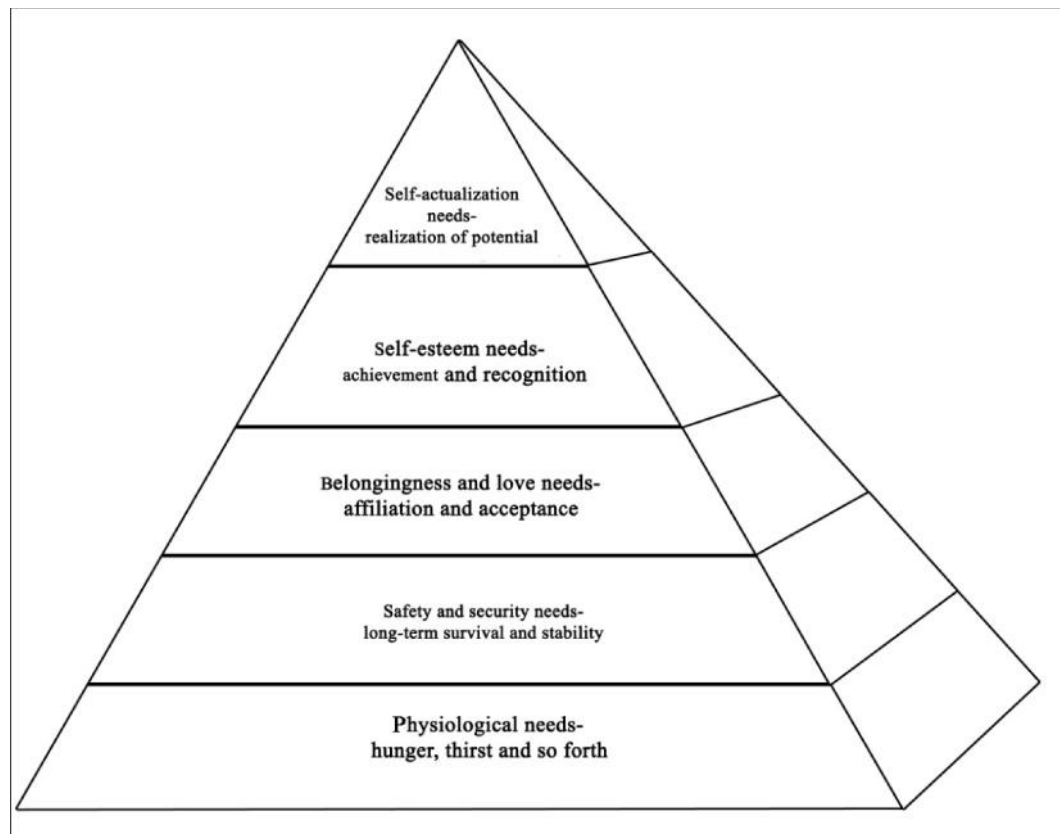 Self-actualization
needs-
realization of potential
Self-esteem needs-
achievement and recognition
Belongingness and love needs-
affiliation and acceptance
Safety and security needs-
long-term survival and stability
Physiological needs-
hunger, thirst and so forth